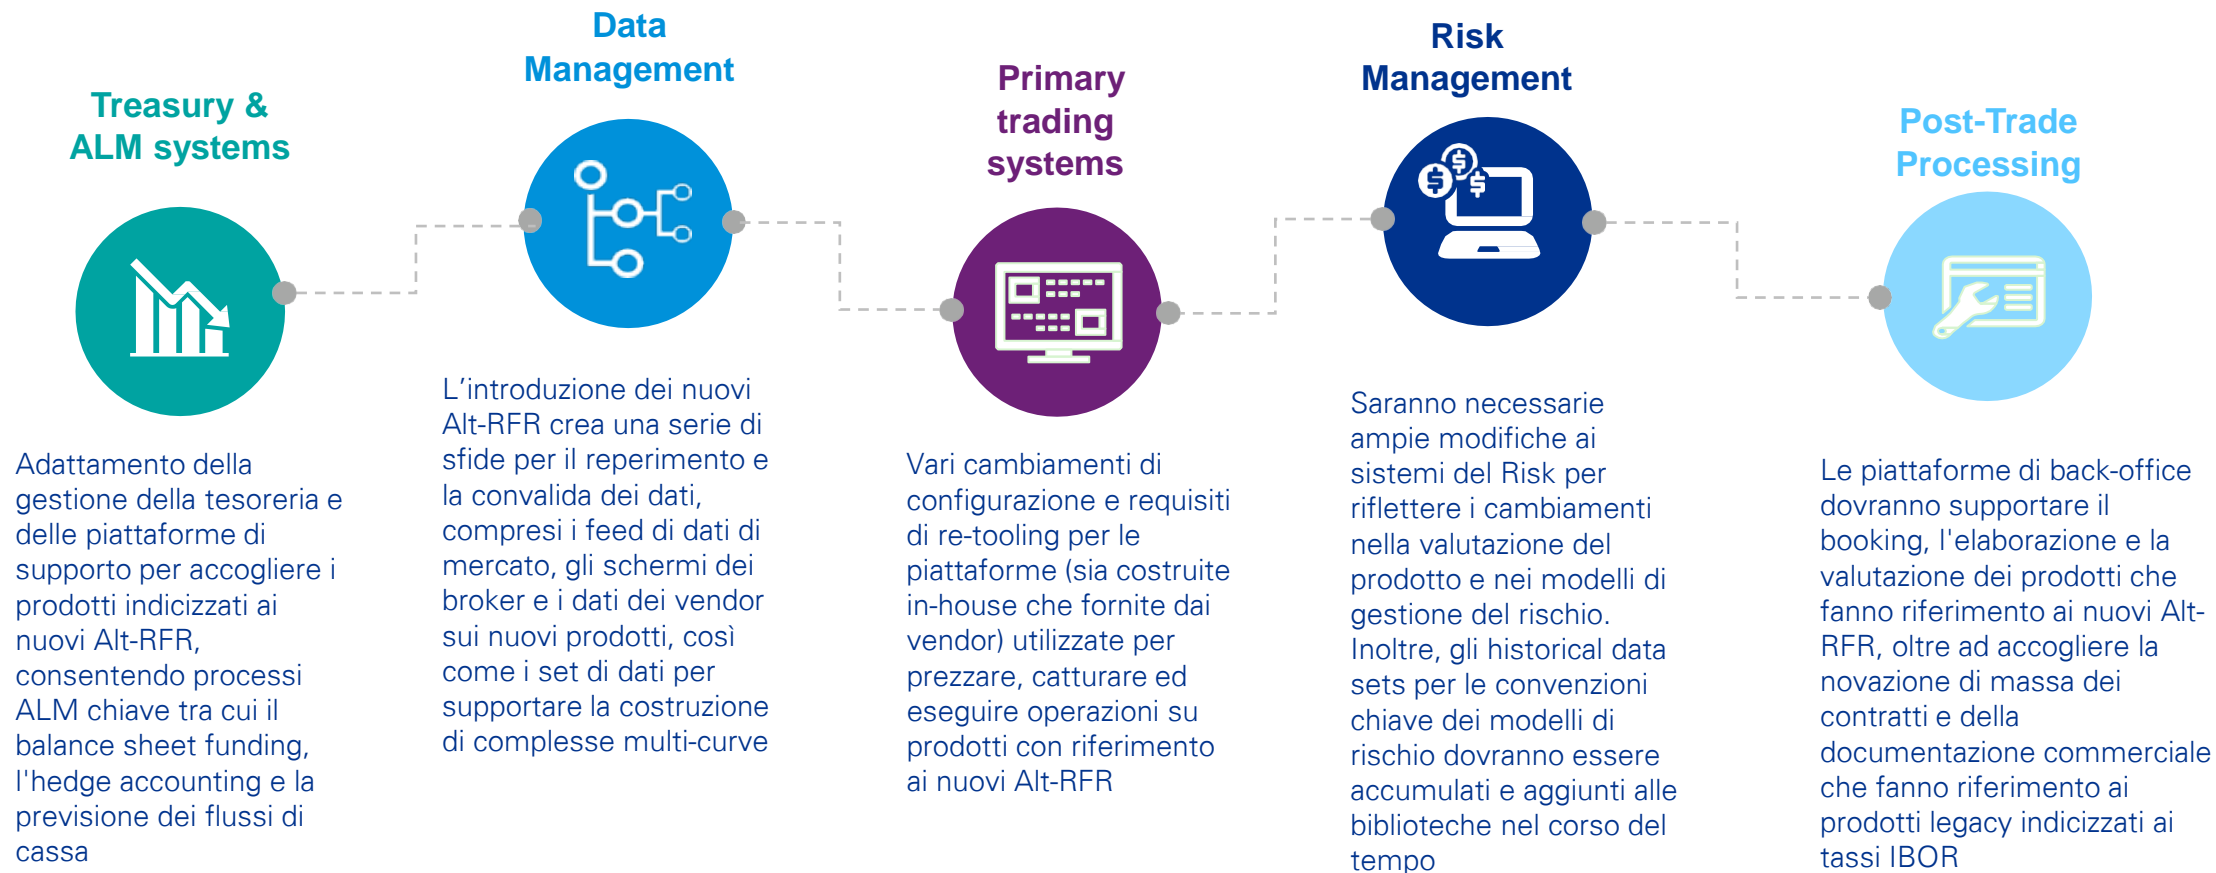 Treasury &
ALM systems
Adattamento della
gestione della tesoreria e
delle piattaforme di
supporto per accogliere i
prodotti indicizzati ai
nuovi Alt-RFR,
consentendo processi
ALM chiave tra cui il
balance sheet funding,
l'hedge accounting e la
previsione dei flussi di
cassa
Data
Management
L’introduzione dei nuovi
Alt-RFR crea una serie di
sfide per il reperimento e
la convalida dei dati,
compresi i feed di dati di
mercato, gli schermi dei
broker e i dati dei vendor
sui nuovi prodotti, così
come i set di dati per
supportare la costruzione
di complesse multi-curve
Primary
trading
systems
Vari cambiamenti di
configurazione e requisiti
di re-tooling per le
piattaforme (sia costruite
in-house che fornite dai
vendor) utilizzate per
prezzare, catturare ed
eseguire operazioni su
prodotti con riferimento
ai nuovi Alt-RFR
Risk
Management
Saranno necessarie
ampie modifiche ai
sistemi del Risk per
riflettere i cambiamenti
nella valutazione del
prodotto e nei modelli di
gestione del rischio.
Inoltre, gli historical data
sets per le convenzioni
chiave dei modelli di
rischio dovranno essere
accumulati e aggiunti alle
biblioteche nel corso del
tempo
Post-Trade
Processing
Le piattaforme di back-office
dovranno supportare il
booking, l'elaborazione e la
valutazione dei prodotti che
fanno riferimento ai nuovi Alt-
RFR, oltre ad accogliere la
novazione di massa dei
contratti e della
documentazione commerciale
che fanno riferimento ai
prodotti legacy indicizzati ai
tassi IBOR